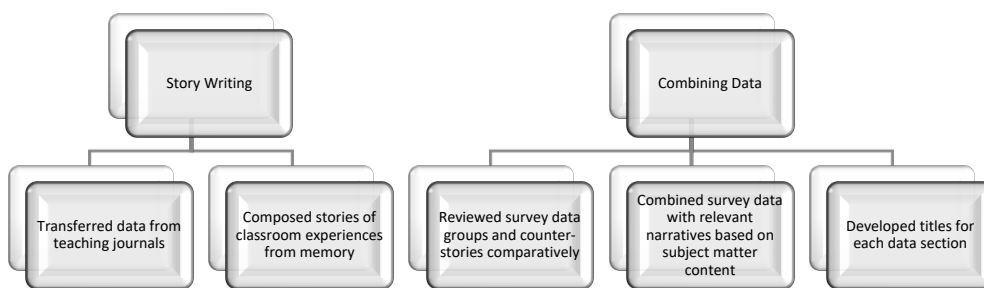 Story Writing
Combining Data
Transferred data from
teaching journals
Composed stories of
classroom experiences
from memory
Reviewed survey data
groups and counter-
stories comparatively
Combined survey data
with relevant
narratives based on
subject matter
content
Developed titles for
each data section